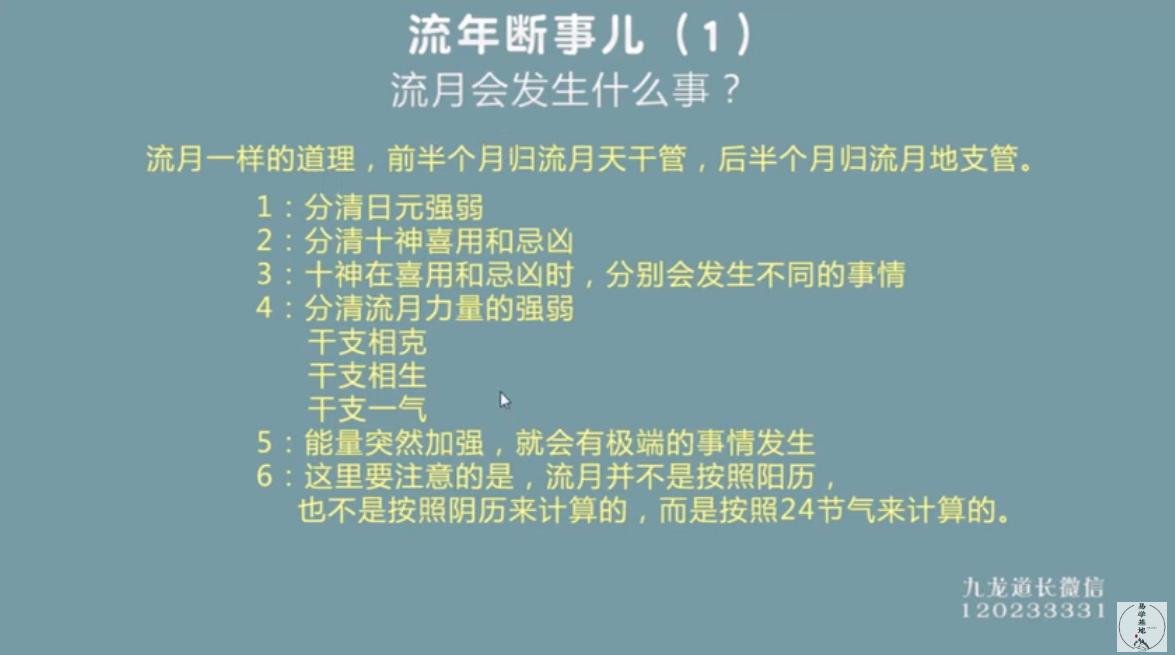 流年断事儿（1）
流月会发生什么事？
流月一样的道理，前半个月归流月天干管，后半个月归流月地支管。
1：分清日元强弱
2：分清十神喜用和忌凶
3：十神在喜用和忌凶时，分别会发生不同的事情
4：分清流月力量的强弱
干支相克
干支相生
干支一气
5：能量突然加强，就会有极端的事情发生
6：这里要注意的是，流月并不是按照阳历，
也不是按照阴历来计算的，而是按照24节气来计算的。
九龙道长微信
120233331
易学基地